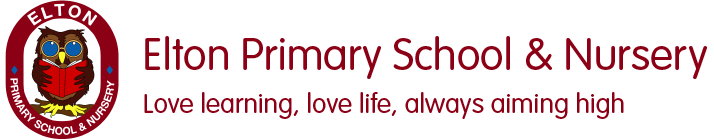 ELTON
PRIMARY SCHOOL & NURSERY
Elton Primary School & Nursery
Love learning, love life, always aiming high